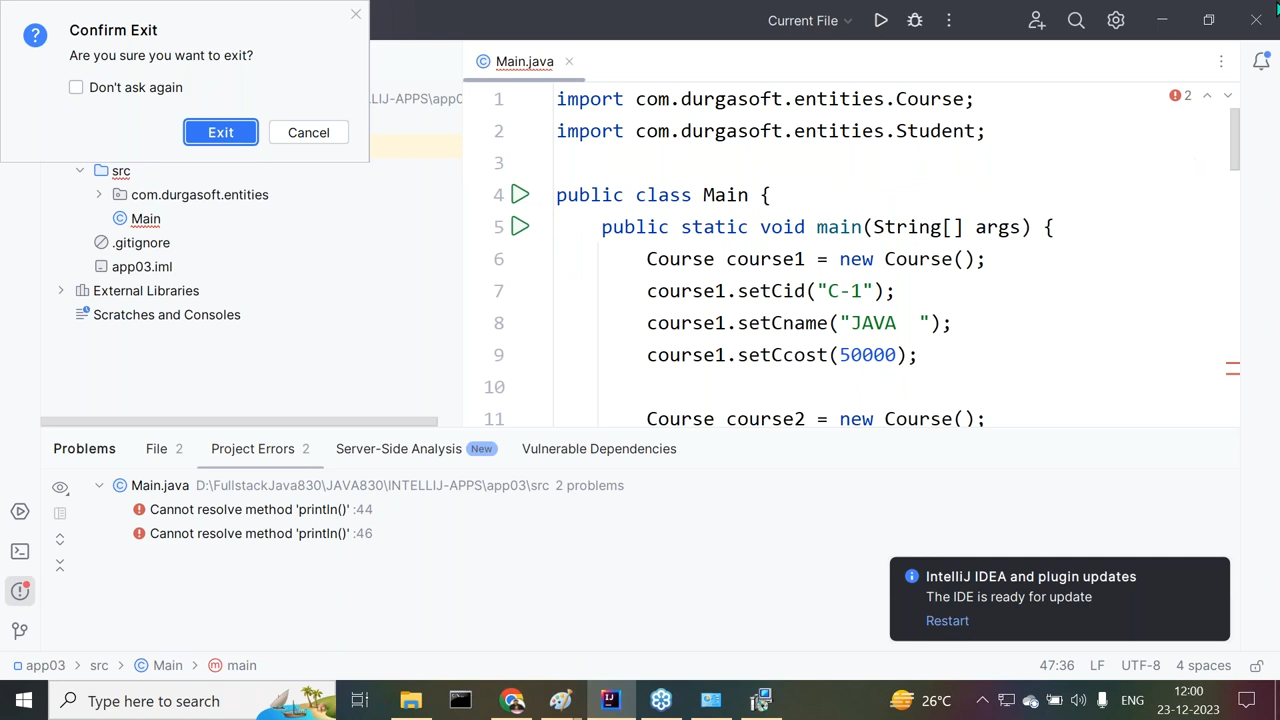 Confirm Exit
Are you sure you want to exit?
Don't ask again
Exit
Cancel
Current File
LIJ-APPS\app0
src
com.durgasoft.entities
Main
.gitignore
app03.iml
External Libraries
Scratches and Consoles
Main.java
2
1 import com.durgasoft.entities.Course;
2 import com.durgasoft.entities.Student;
3
4 public class Main {
5 public static void main(String[] args) {
6 Course course1 = new Course();
7 course1.setCid("C-1");
8 course1.setCname("JAVA  ");
9 course1.setCcost(50000);
10
11 Course course2 = new Course();
Problems File 2 Project Errors 2 Server-Side Analysis New Vulnerable Dependencies
Main.java D:\FullstackJava830\JAVA830\INTELLIJ-APPS\app03\src 2 problems
Cannot resolve method 'println()' :44
Cannot resolve method 'println()' :46
IntelliJ IDEA and plugin updates
The IDE is ready for update
Restart
app03 > src > Main > main
47:36 LF UTF-8 4 spaces
Type here to search
26°C
ENG
12:00
23-12-2023